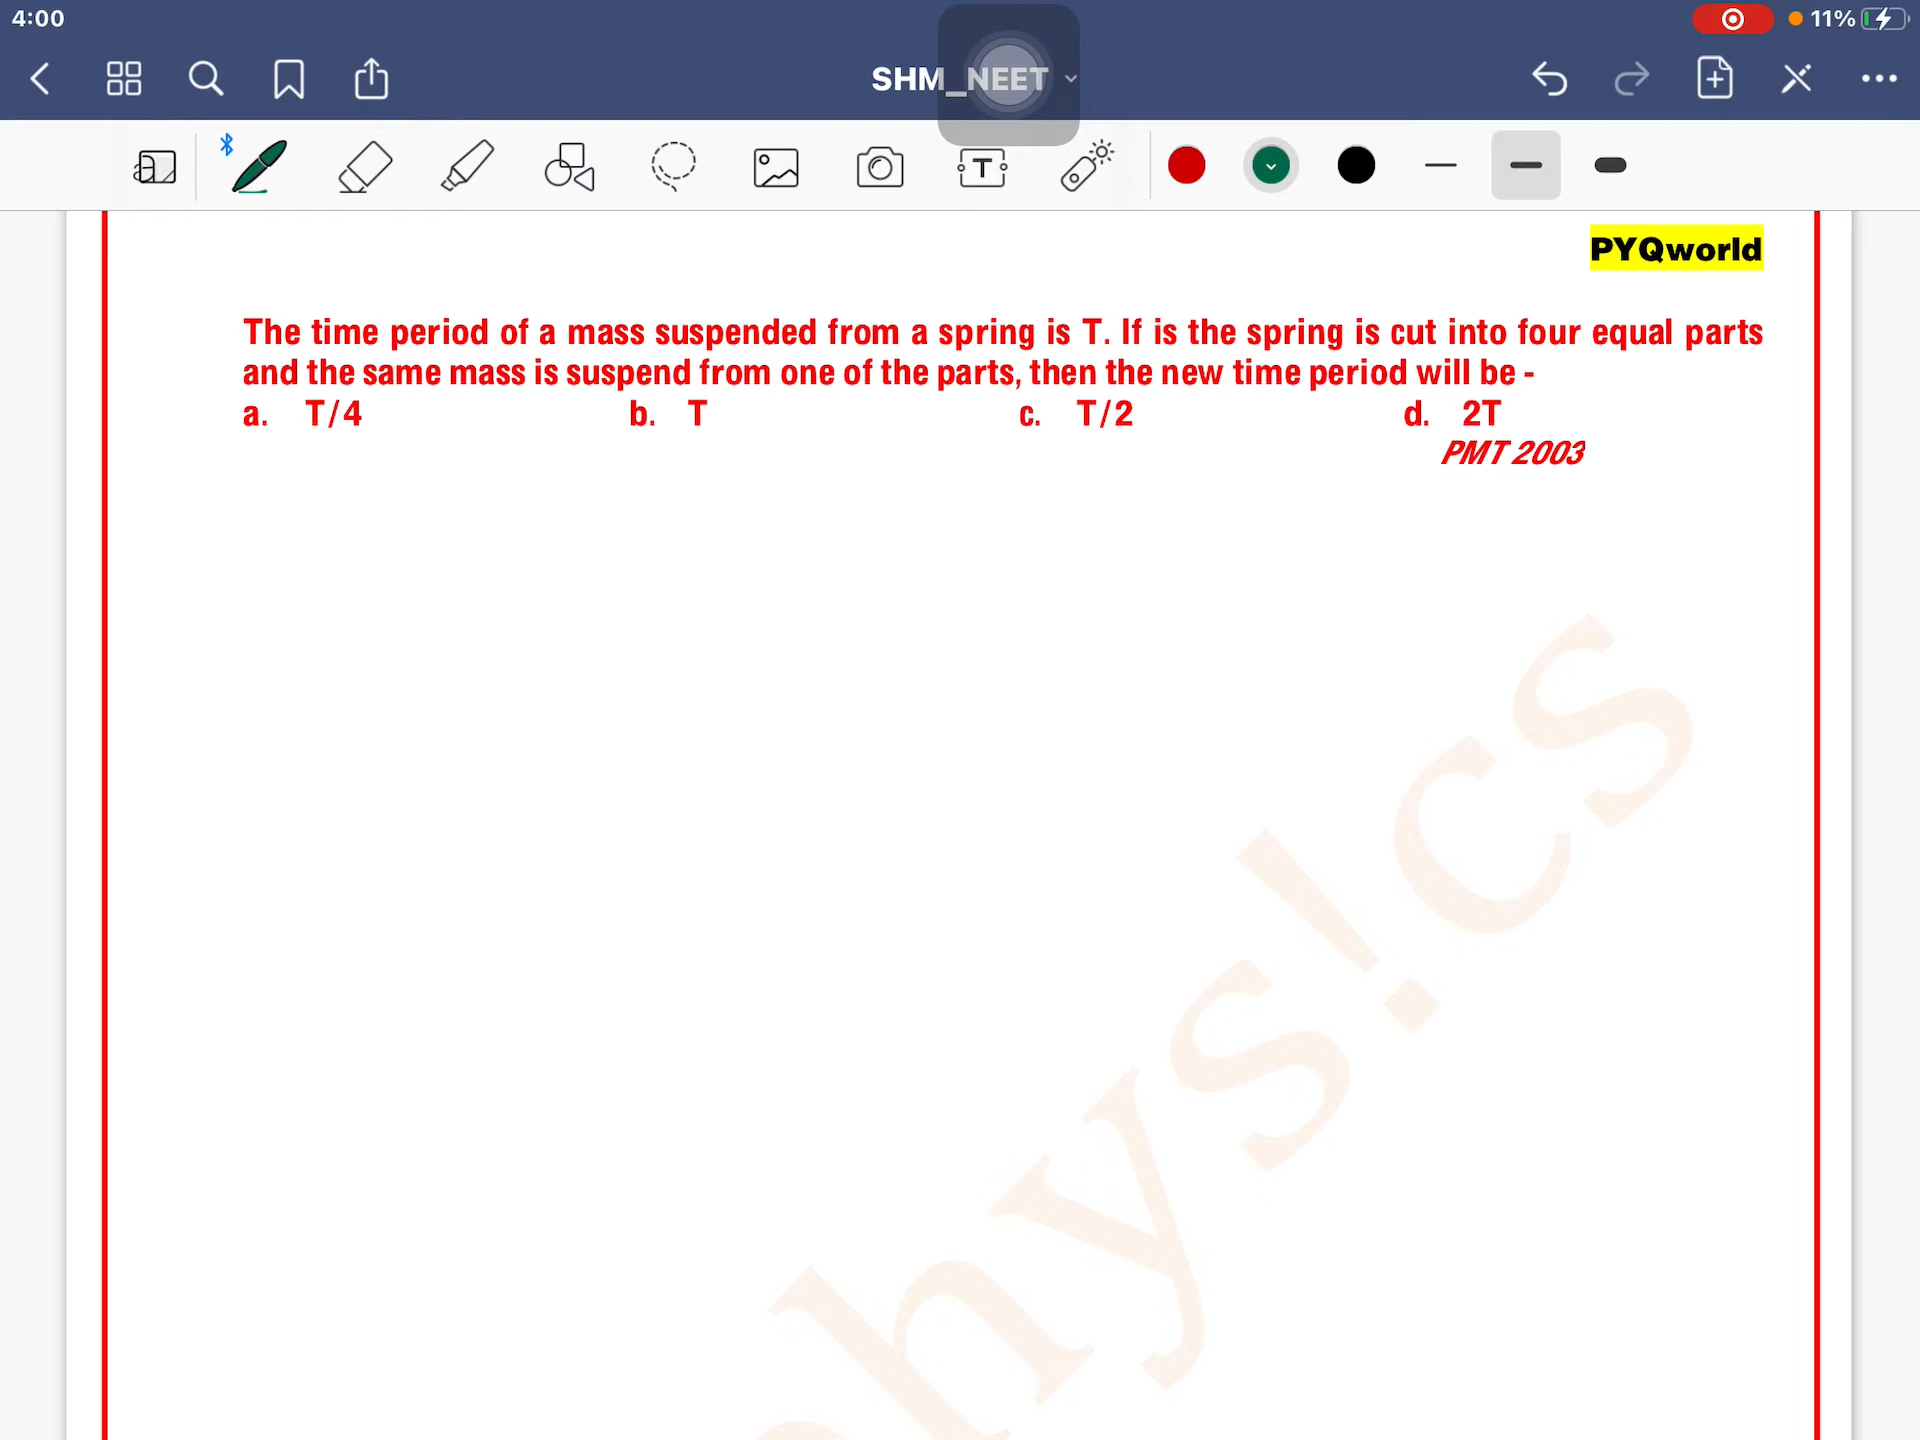 4:00
11%
SHM_NEET
PYQworld
The time period of a mass suspended from a spring is T. If is the spring is cut into four equal parts
and the same mass is suspend from one of the parts, then the new time period will be -
a. T/4 b. T c. T/2 d. 2T
PMT 2003
hys!cs